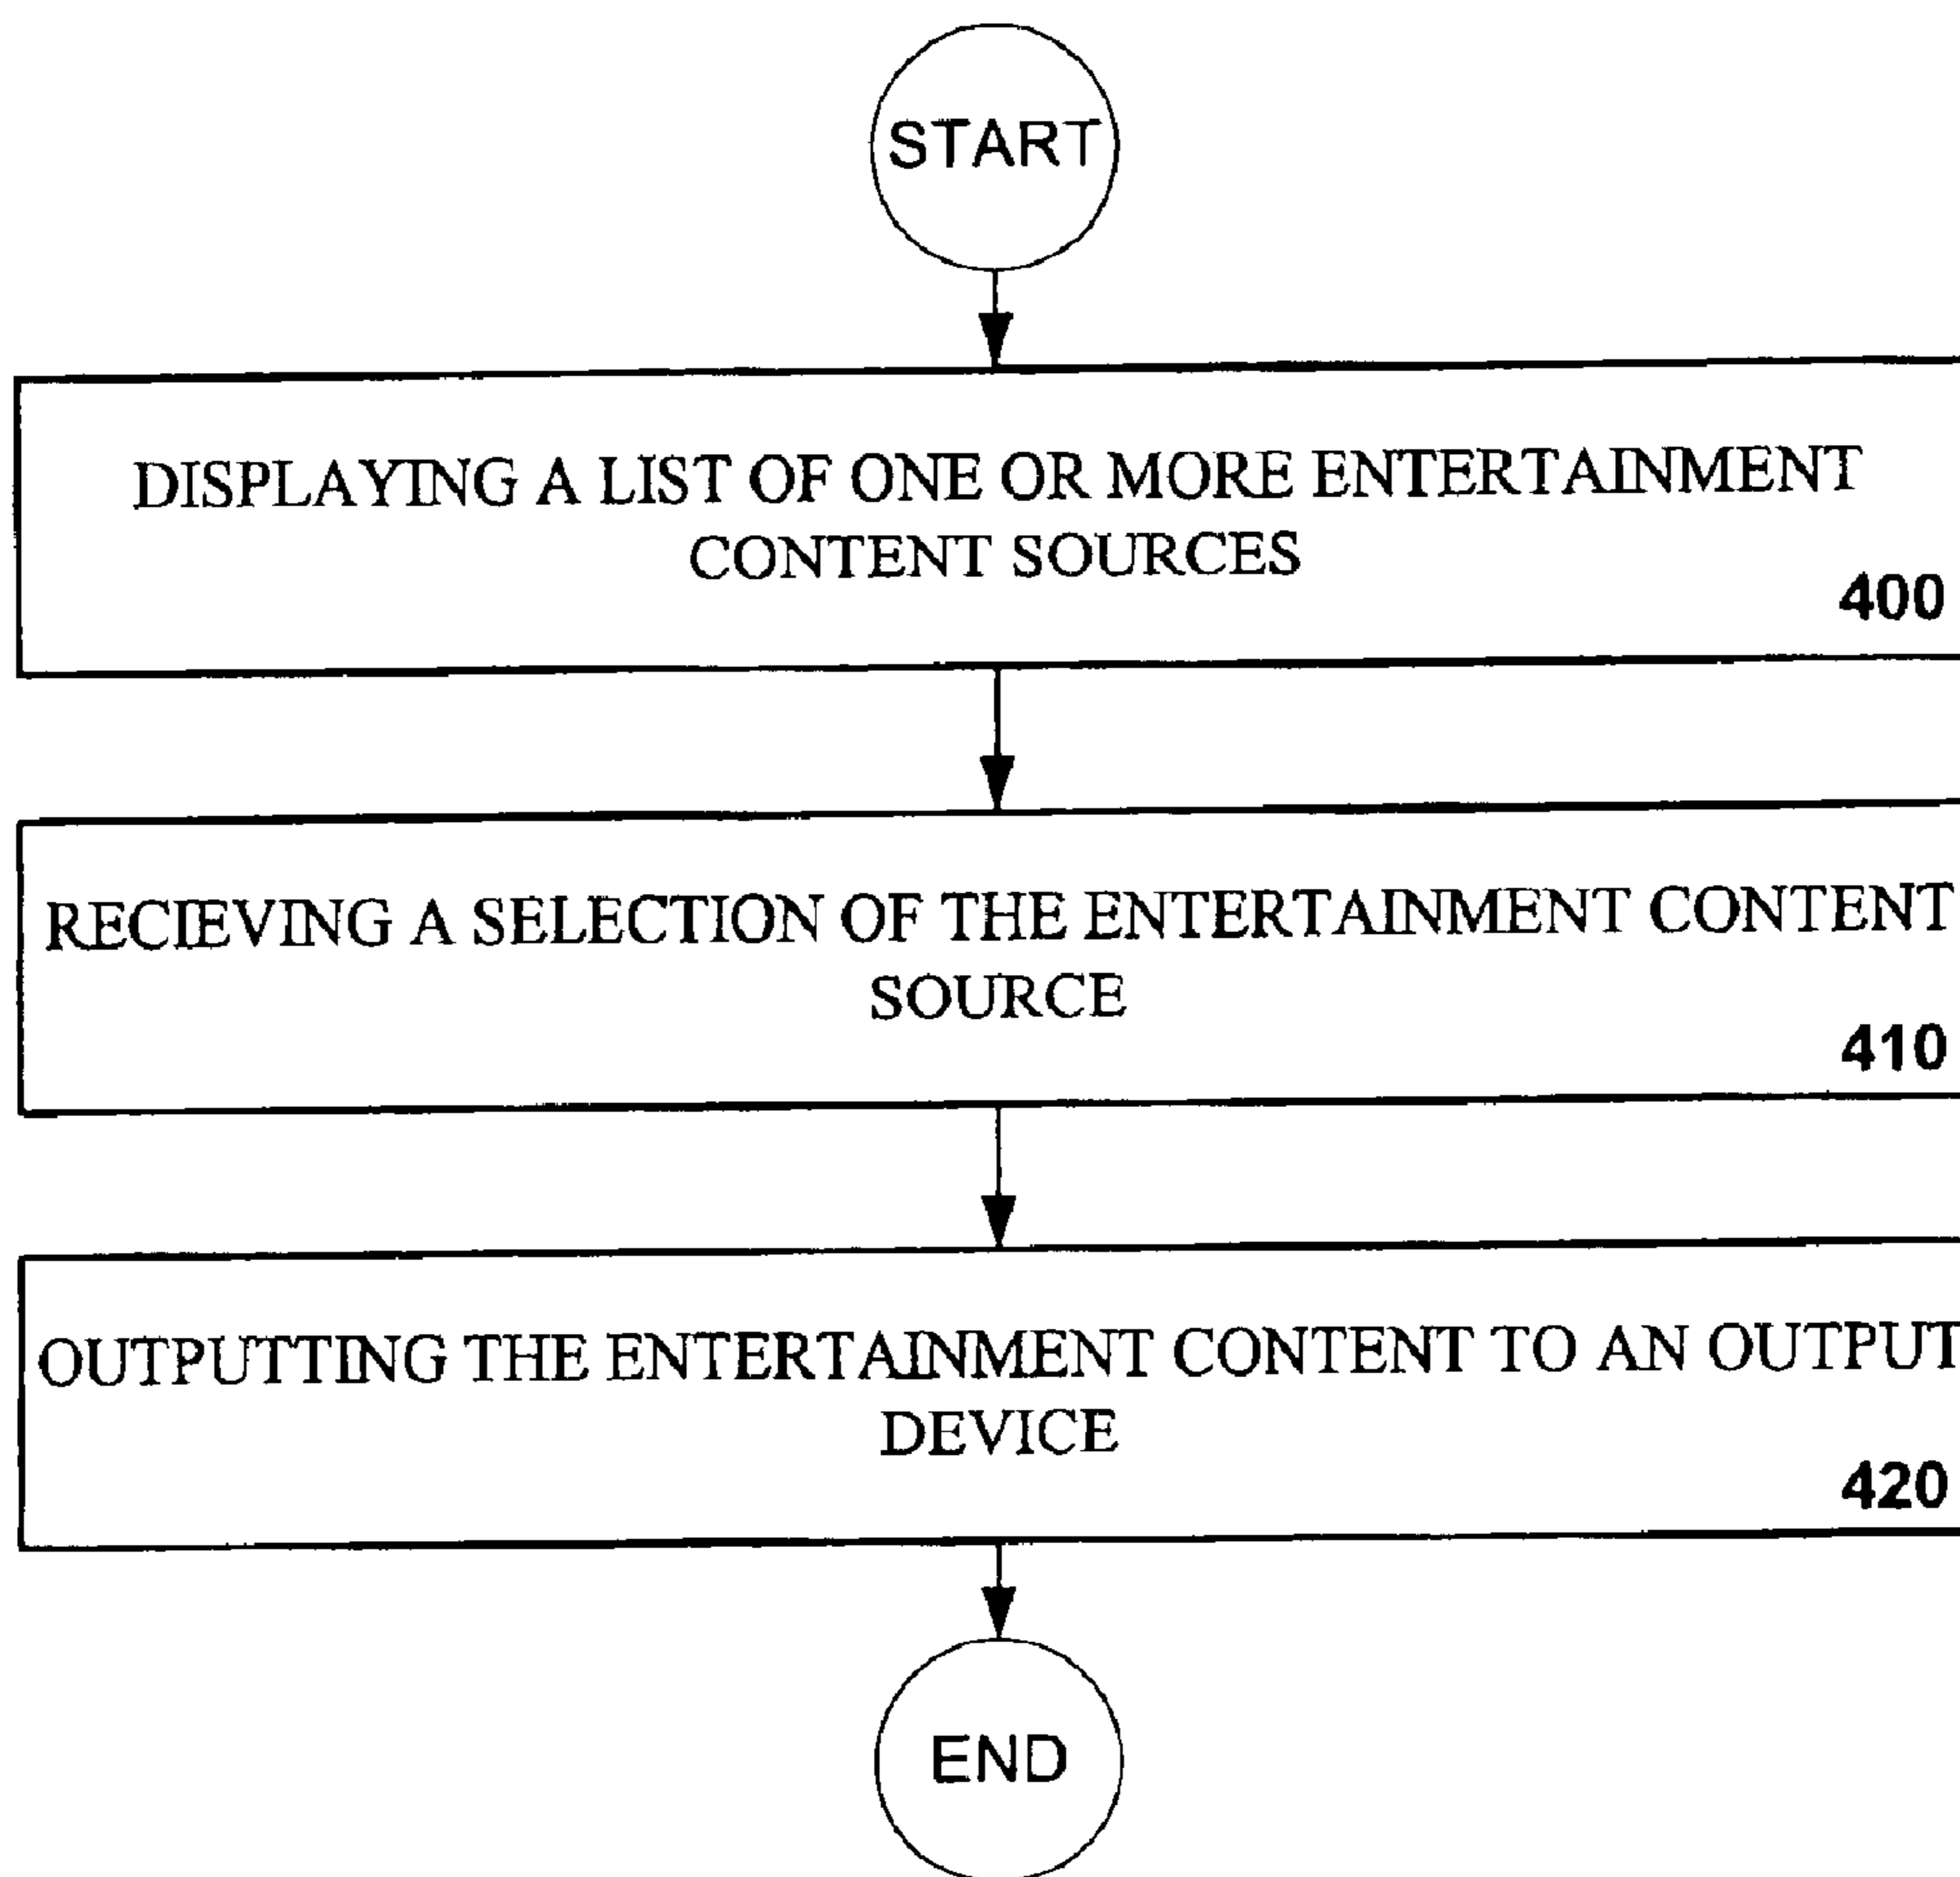 START
DISPLAYING A LIST OF ONE OR MORE ENTERTAINMENT
CONTENT SOURCES
400
RECIEVING A SELECTION OF THE ENTERTAINMENT CONTENT
SOURCE
410
OUTPUTTING THE ENTERTAINMENT CONTENT TO AN OUTPUT
DEVICE
420
END